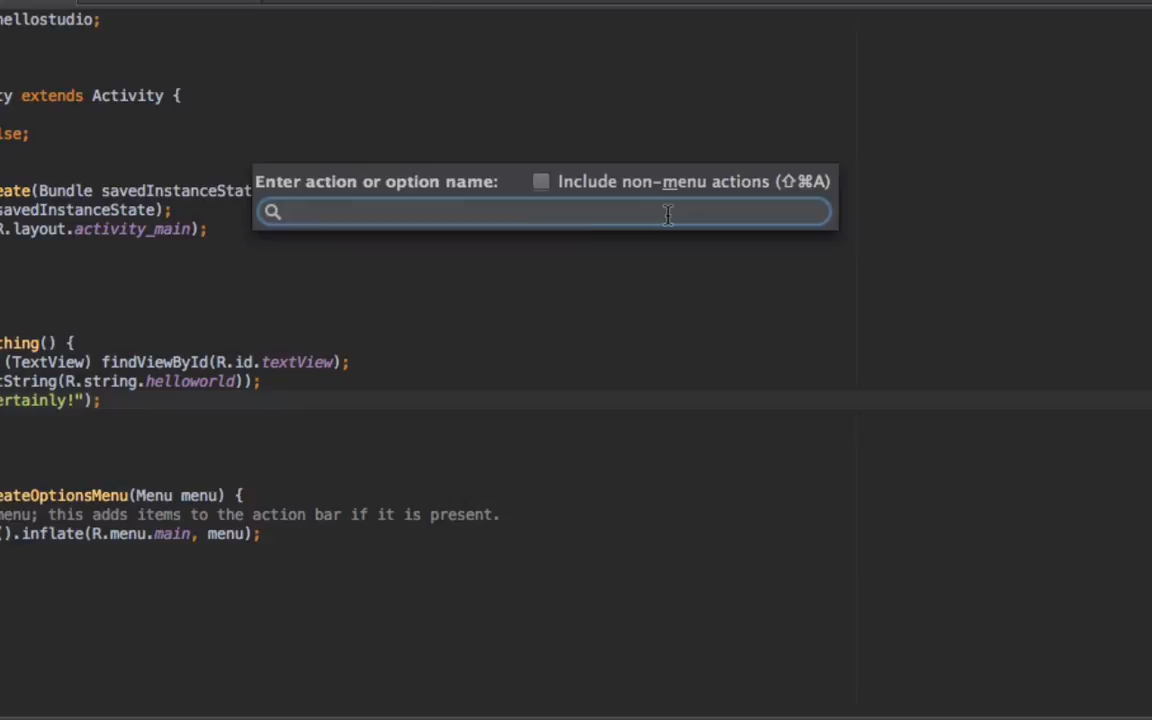 hellostudio;
ty extends Activity {
lse;
Enter action or option name: Include non-menu actions (⇧⌘A)
eate(Bundle savedInstanceStat
savedInstanceState);
R.layout.activity_main);
thing() {
(TextView) findViewById(R.id.textView);
tString(R.string.helloworld));
ertainly!");
eateOptionsMenu(Menu menu) {
menu; this adds items to the action bar if it is present.
().inflate(R.menu.main, menu);